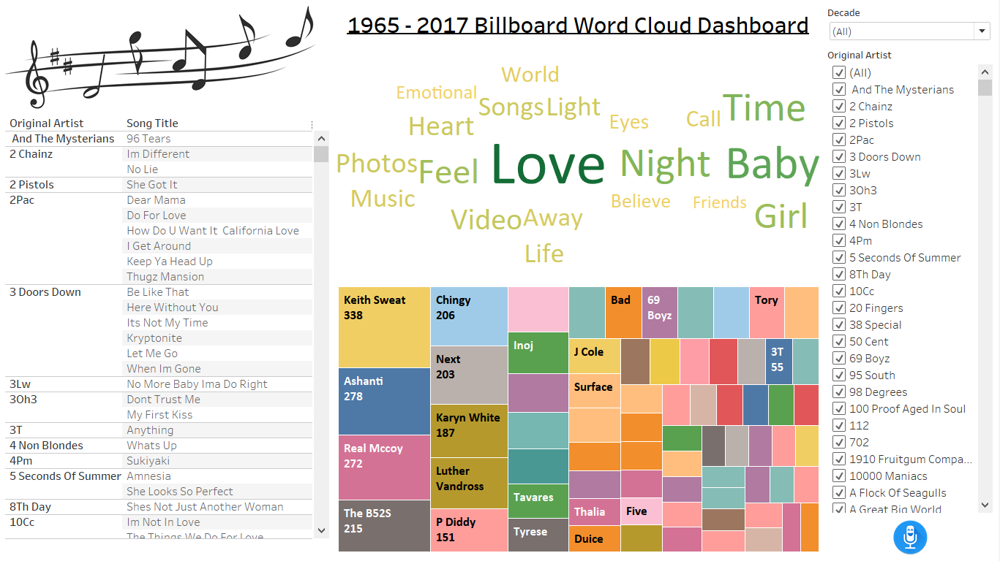 1965 - 2017 Billboard Word Cloud Dashboard
Decade
(All)
Original Artist
(All)
And The Mysterians
2 Chainz
2 Pistols
2Pac
3 Doors Down
3Lw
3Oh3
3T
4 Non Blondes
4Pm
5 Seconds Of Summer
8Th Day
10Cc
20 Fingers
38 Special
50 Cent
69 Boyz
95 South
98 Degrees
100 Proof Aged In Soul
112
702
1910 Fruitgum Compa...
10000 Maniacs
A Flock Of Seagulls
A Great Big World
Original Artist Song Title
And The Mysterians 96 Tears
2 Chainz Im Different
No Lie
2 Pistols She Got It
2Pac Dear Mama
Do For Love
How Do U Want It  California Love
I Get Around
Keep Ya Head Up
Thugz Mansion
3 Doors Down Be Like That
Here Without You
Its Not My Time
Kryptonite
Let Me Go
When Im Gone
3Lw No More Baby Ima Do Right
3Oh3 Dont Trust Me
My First Kiss
3T Anything
4 Non Blondes Whats Up
4Pm Sukiyaki
5 Seconds Of Summer Amnesia
She Looks So Perfect
8Th Day Shes Not Just Another Woman
10Cc Im Not In Love
The Things We Do For Love
World
Emotional
Songs Light
Time
Heart
Eyes
Call
Photos
Feel
Love
Night
Baby
Music
Believe
Friends
Video
Away
Girl
Life
Keith Sweat
338
Ashanti
278
Real Mccoy
272
The B52S
215
Chingy
206
Next
203
Karyn White
187
Luther
Vandross
P Diddy
151
Inoj
Tavares
Tyrese
Bad
69
Boyz
Tory
J Cole
3T
55
Surface
Thalia
Five
Duice